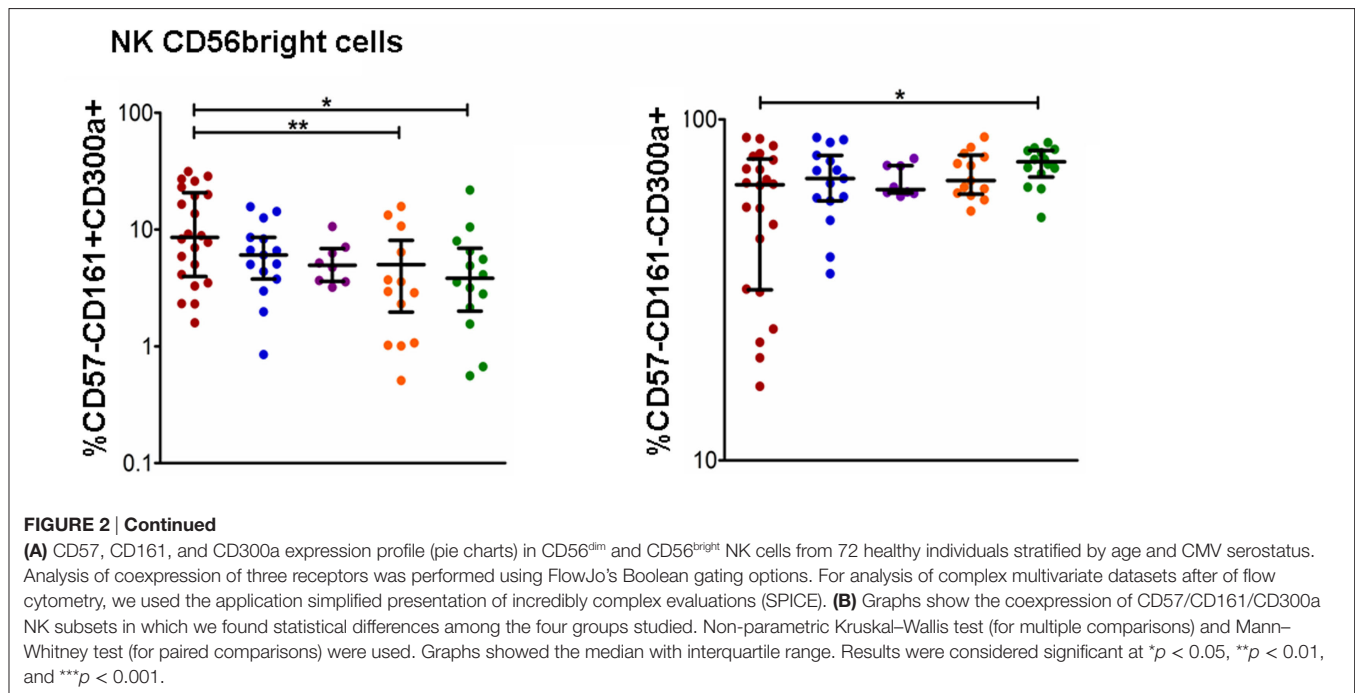 NK CD56bright cells
%CD57-CD161+CD300a+
100
10
1
0.1
*
**
%CD57-CD161-CD300a+
100
10
*
FIGURE 2 | Continued
(A) CD57, CD161, and CD300a expression profile (pie charts) in CD56dim and CD56bright NK cells from 72 healthy individuals stratified by age and CMV serostatus.
Analysis of coexpression of three receptors was performed using FlowJo's Boolean gating options. For analysis of complex multivariate datasets after of flow
cytometry, we used the application simplified presentation of incredibly complex evaluations (SPICE). (B) Graphs show the coexpression of CD57/CD161/CD300a
NK subsets in which we found statistical differences among the four groups studied. Non-parametric Kruskal–Wallis test (for multiple comparisons) and Mann–
Whitney test (for paired comparisons) were used. Graphs showed the median with interquartile range. Results were considered significant at *p < 0.05, **p < 0.01,
and ***p < 0.001.